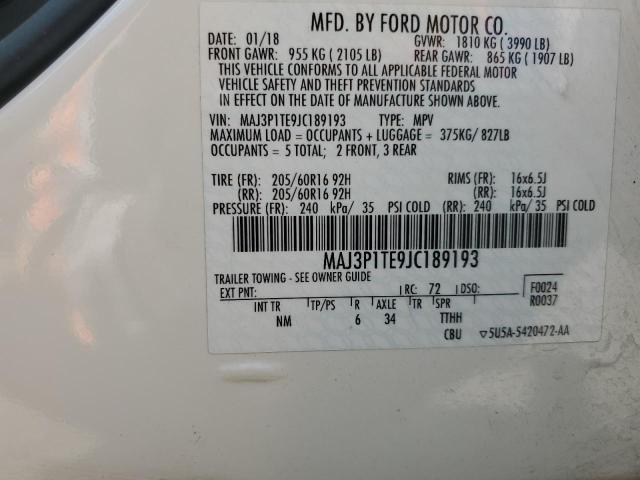 MFD. BY FORD MOTOR CO.
DATE: 01/18 GVWR: 1810 KG ( 3990 LB)
FRONT GAWR: 955 KG ( 2105 LB) REAR GAWR: 865 KG ( 1907 LB)
THIS VEHICLE CONFORMS TO ALL APPLICABLE FEDERAL MOTOR
VEHICLE SAFETY AND THEFT PREVENTION STANDARDS
IN EFFECT ON THE DATE OF MANUFACTURE SHOWN ABOVE.
VIN: MAJ3P1TE9JC189193 TYPE: MPV
MAXIMUM LOAD = OCCUPANTS + LUGGAGE = 375KG/ 827LB
OCCUPANTS = 5 TOTAL; 2 FRONT, 3 REAR
TIRE (FR): 205/60R16 92H RIMS (FR): 16x6.5J
(RR): 205/60R16 92H (RR): 16x6.5J
PRESSURE (FR): 240 kPa/ 35 PSI COLD (RR): 240 kPa/ 35 PSI COLD
MAJ3P1TE9JC189193
TRAILER TOWING - SEE OWNER GUIDE
EXT PNT: RC: 72 DSO: F0024
R0037
INT TR TP/PS R AXLE TR SPR
NM 6 34 TTHH
CBU ▽5U5A-5420472-AA